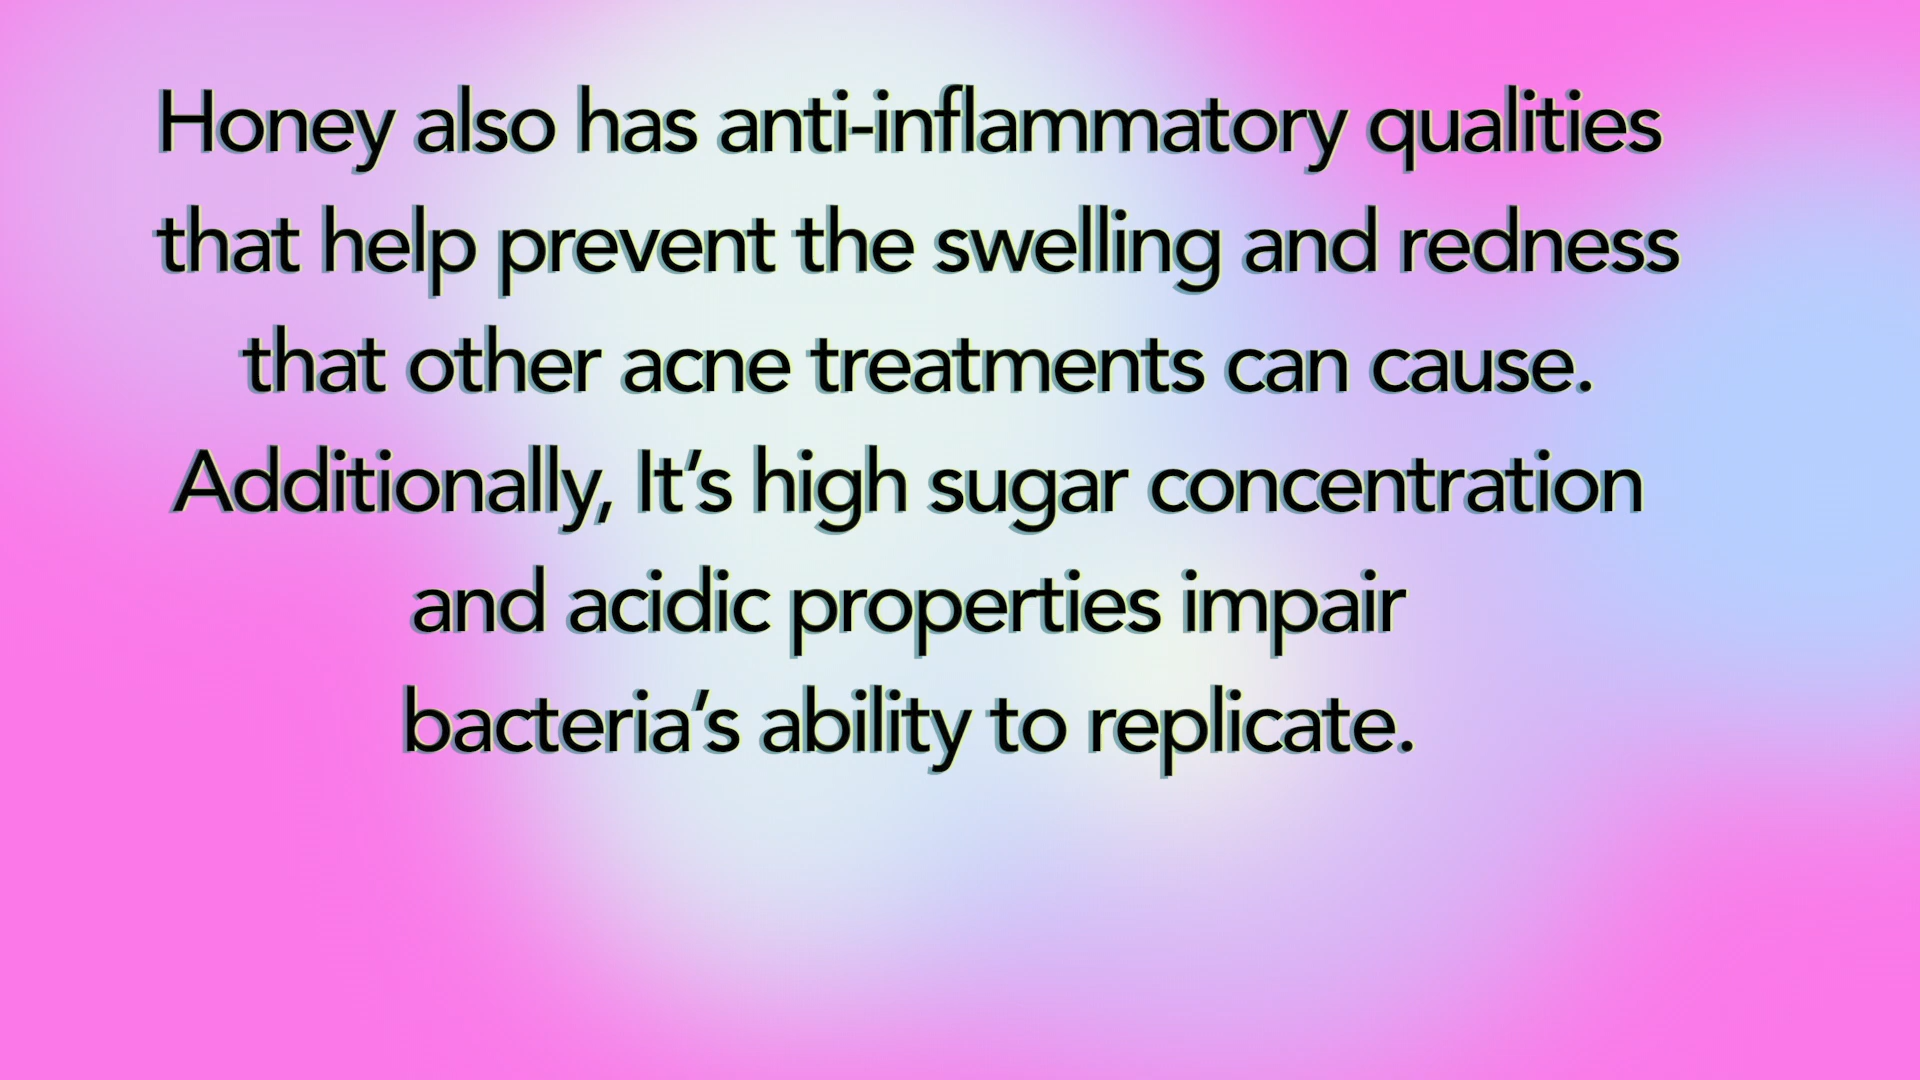 Honey also has anti-inflammatory qualities
that help prevent the swelling and redness
that other acne treatments can cause.
Additionally, It’s high sugar concentration
and acidic properties impair
bacteria’s ability to replicate.